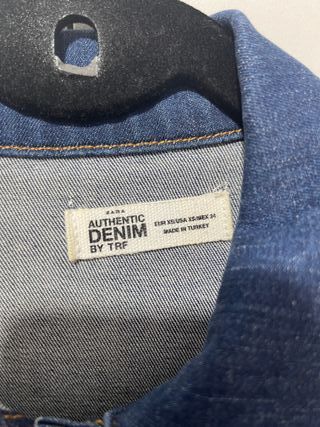 ZARA
AUTHENTIC
DENIM
BY TRF
EUR XS/USA XS/MEX 24
MADE IN TURKEY